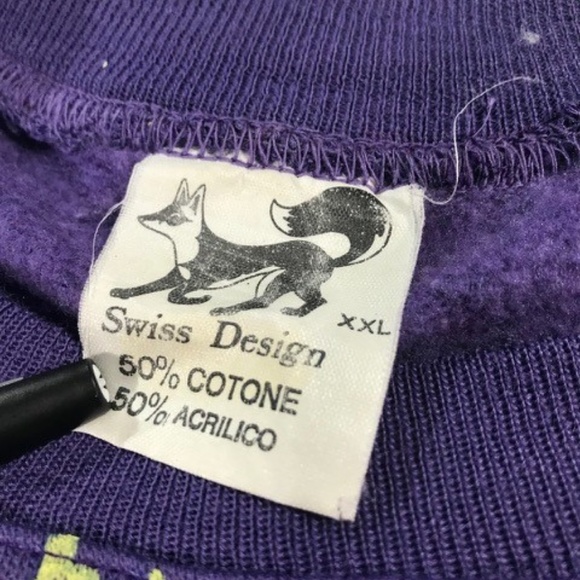 XXL
Swiss Design
50% COTONE
50% ACRILICO